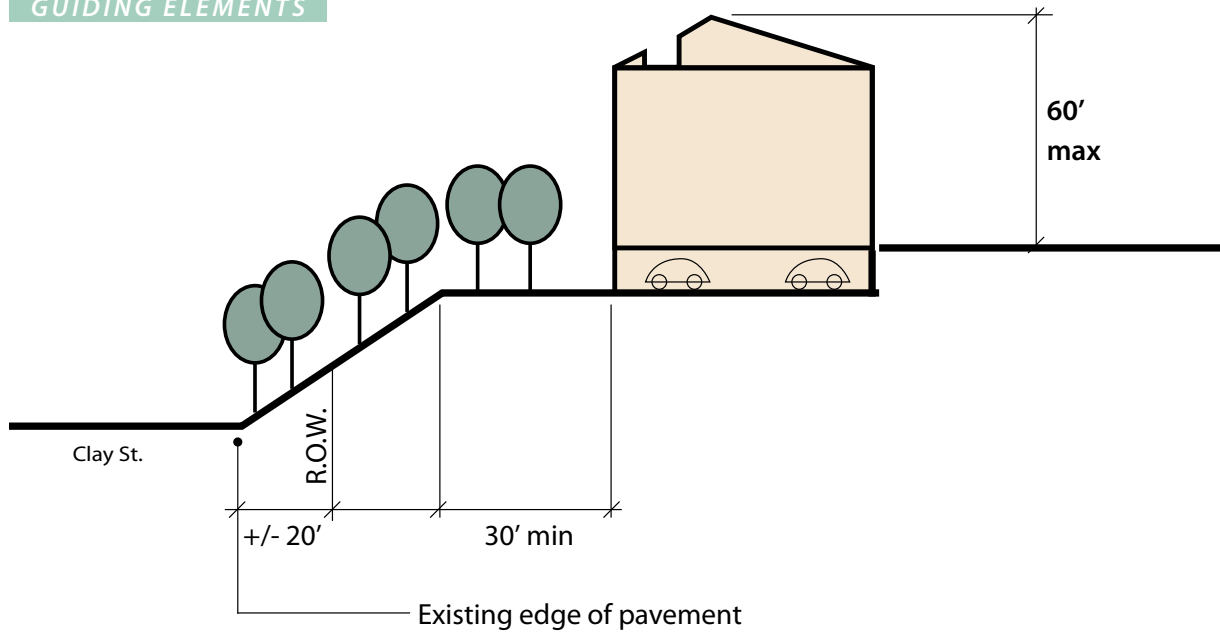 GUIDING ELEMENTS
60’
max
Clay St.
R.O.W.
+/- 20’
30’ min
Existing edge of pavement